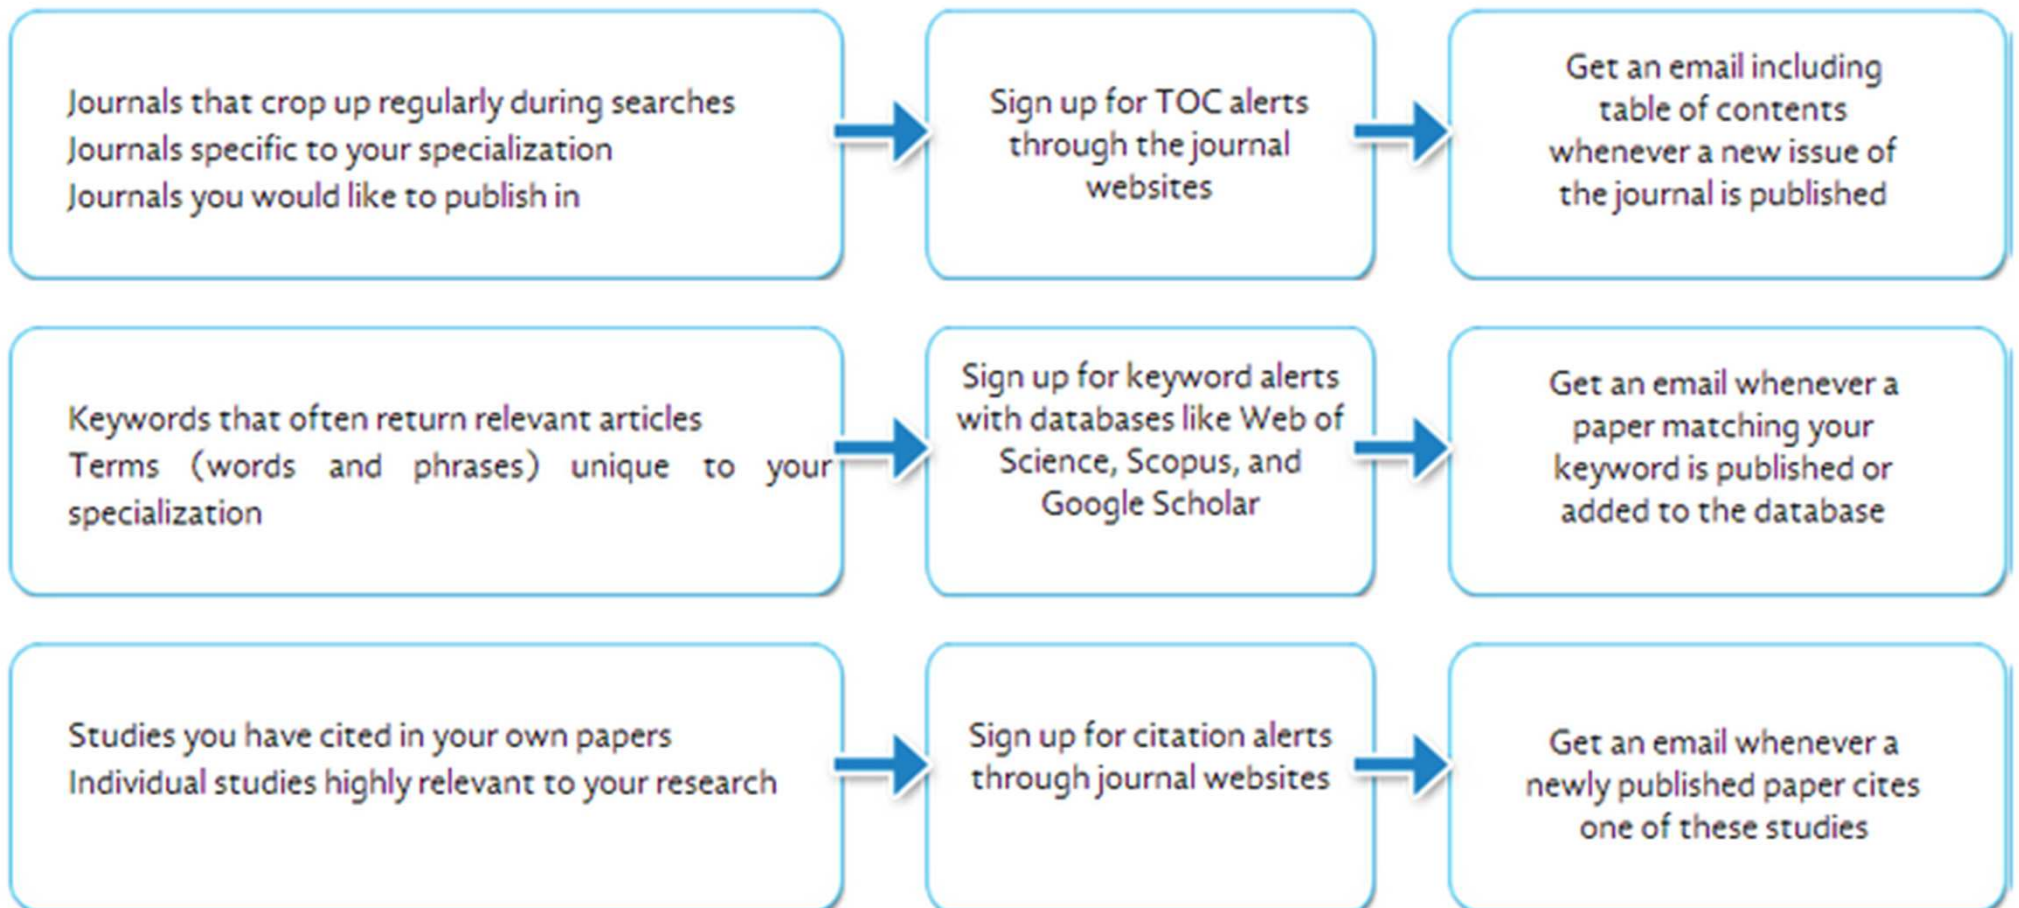 Journals that crop up regularly during searches
Journals specific to your specialization
Journals you would like to publish in
Sign up for TOC alerts
through the journal
websites
Get an email including
table of contents
whenever a new issue of
the journal is published
Keywords that often return relevant articles
Terms (words and phrases) unique to your
specialization
Sign up for keyword alerts
with databases like Web of
Science, Scopus, and
Google Scholar
Get an email whenever a
paper matching your
keyword is published or
added to the database
Studies you have cited in your own papers
Individual studies highly relevant to your research
Sign up for citation alerts
through journal websites
Get an email whenever a
newly published paper cites
one of these studies